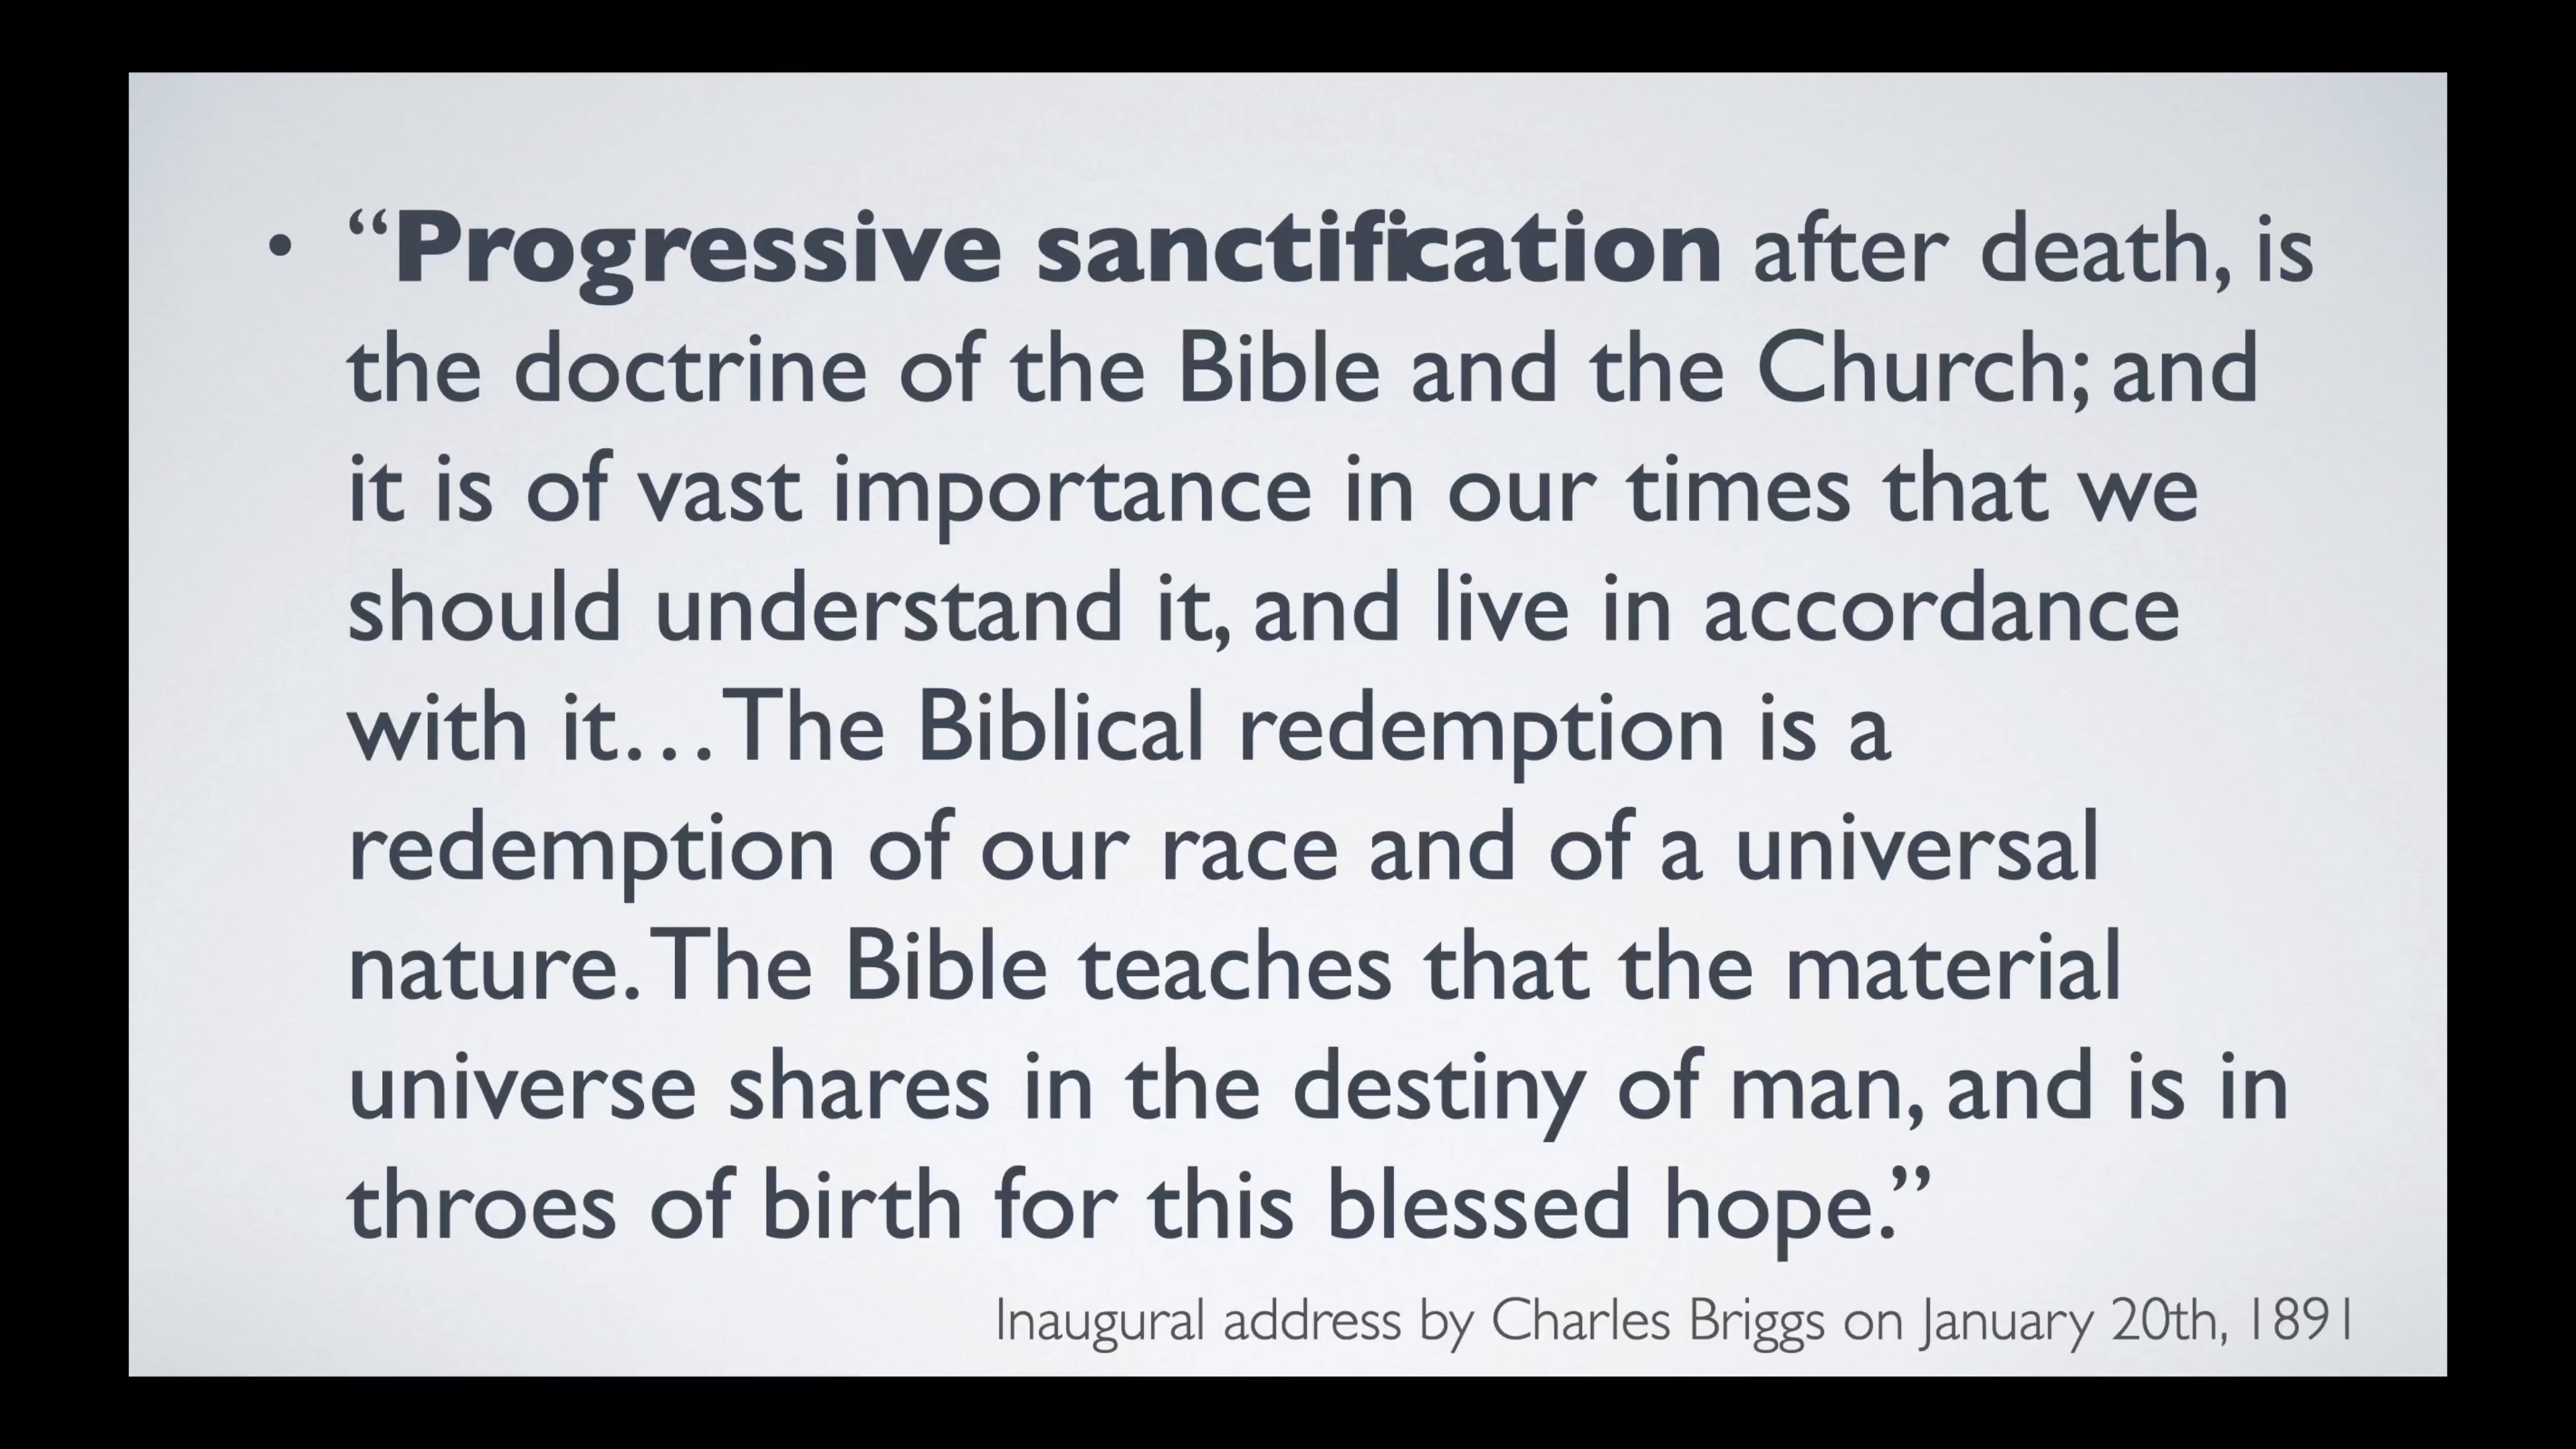 • “Progressive sanctification after death, is
the doctrine of the Bible and the Church; and
it is of vast importance in our times that we
should understand it, and live in accordance
with it…The Biblical redemption is a
redemption of our race and of a universal
nature. The Bible teaches that the material
universe shares in the destiny of man, and is in
throes of birth for this blessed hope.”
Inaugural address by Charles Briggs on January 20th, 1891